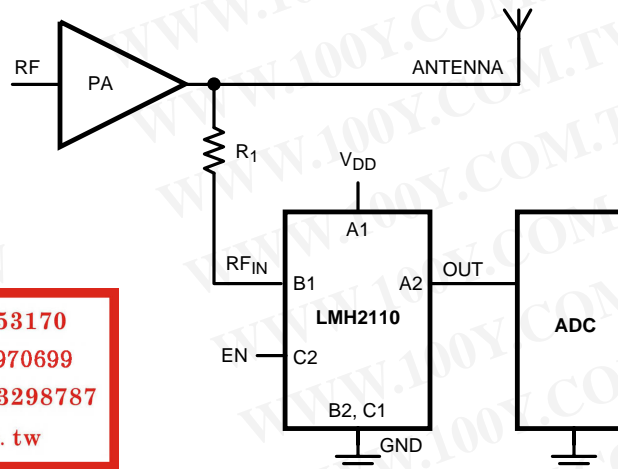 RF
PA
ANTENNA
R1
VDD
A1
RFIN
B1
A2
OUT
LMH2110
ADC
EN
C2
B2, C1
GND
53170
970699
3298787
. tw
WWW.100Y.COM.TW